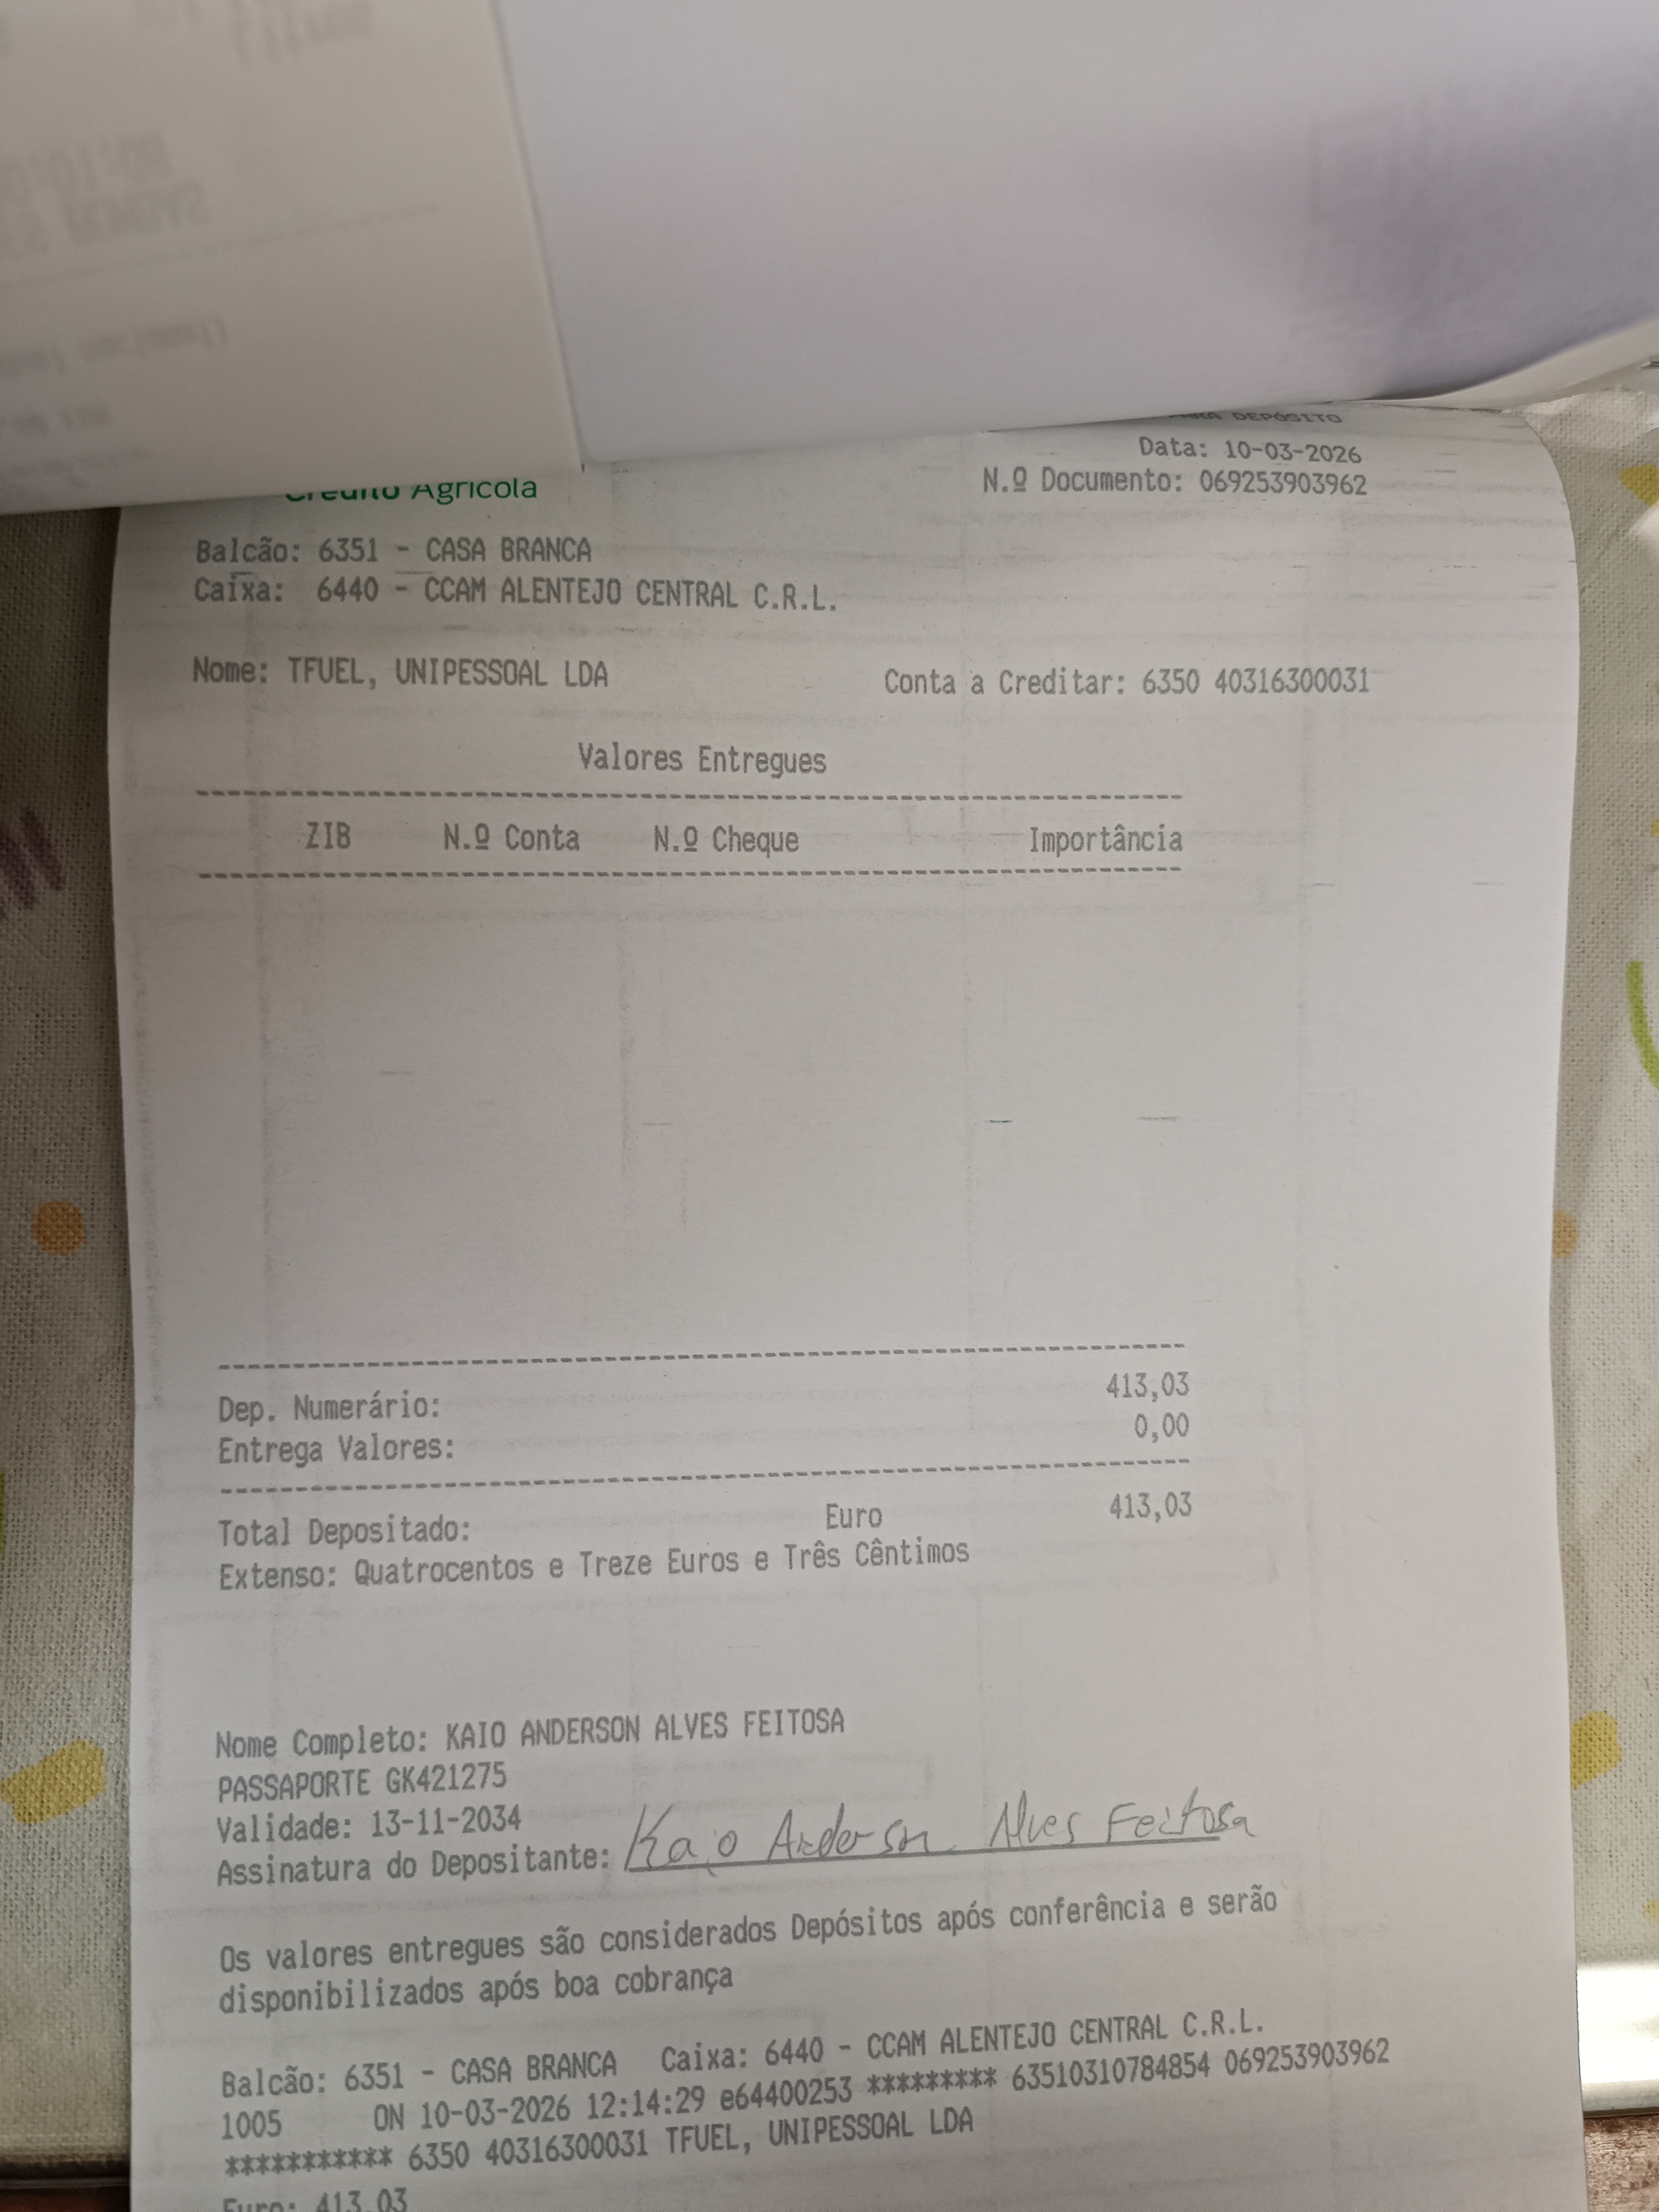 PARA DEPÓSITO
Data: 10-03-2026
N.º Documento: 069253903962
Crédito Agrícola
Balcão: 6351 - CASA BRANCA
Caixa: 6440 - CCAM ALENTEJO CENTRAL C.R.L.
Nome: TFUEL, UNIPESSOAL LDA Conta a Creditar: 6350 40316300031
Valores Entregues
ZIB N.º Conta N.º Cheque Importância
Dep. Numerário: 413,03
Entrega Valores: 0,00
Total Depositado: Euro 413,03
Extenso: Quatrocentos e Treze Euros e Três Cêntimos
Nome Completo: KAIO ANDERSON ALVES FEITOSA
PASSAPORTE GK421275
Validade: 13-11-2034
Assinatura do Depositante: Kaio Anderson Alves Feitosa
Os valores entregues são considerados Depósitos após conferência e serão
disponibilizados após boa cobrança
Balcão: 6351 - CASA BRANCA Caixa: 6440 - CCAM ALENTEJO CENTRAL C.R.L.
1005 ON 10-03-2026 12:14:29 e64400253 ********* 63510310784854 069253903962
*********** 6350 40316300031 TFUEL, UNIPESSOAL LDA
Euro: 413,03